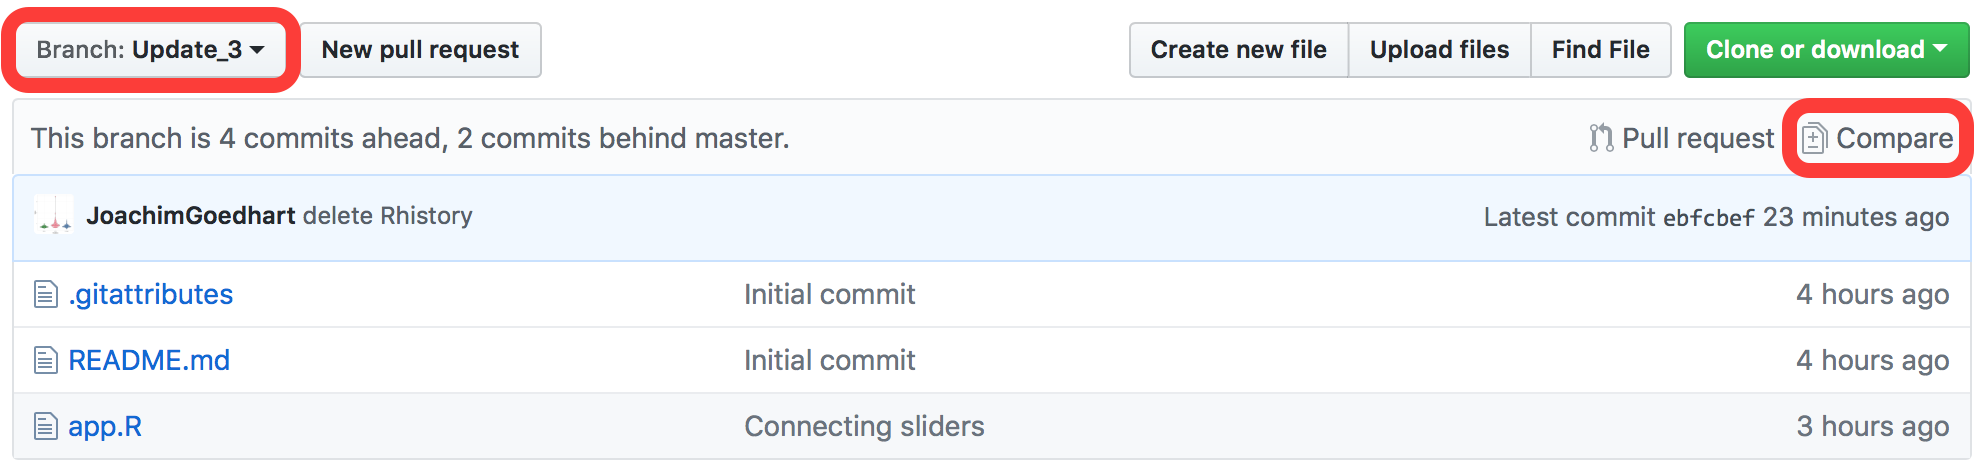 Branch: Update_3 New pull request Create new file Upload files Find File Clone or download
This branch is 4 commits ahead, 2 commits behind master. Pull request Compare
JoachimGoedhart delete Rhistory Latest commit ebfcbef 23 minutes ago
.gitattributes Initial commit 4 hours ago
README.md Initial commit 4 hours ago
app.R Connecting sliders 3 hours ago